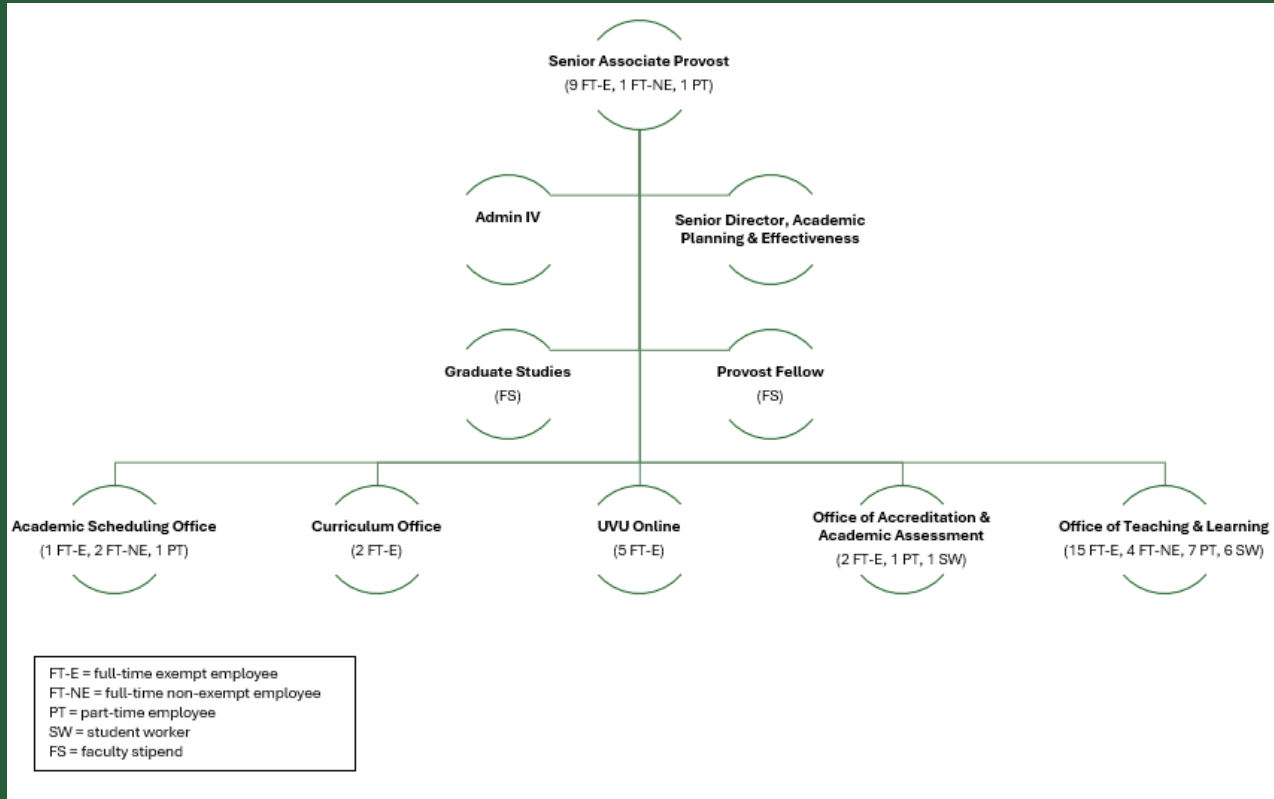 Senior Associate Provost
(9 FT-E, 1 FT-NE, 1 PT)
Admin IV
Senior Director, Academic
Planning & Effectiveness
Graduate Studies
(FS)
Provost Fellow
(FS)
Academic Scheduling Office
(1 FT-E, 2 FT-NE, 1 PT)
Curriculum Office
(2 FT-E)
UVU Online
(5 FT-E)
Office of Accreditation &
Academic Assessment
(2 FT-E, 1 PT, 1 SW)
Office of Teaching & Learning
(15 FT-E, 4 FT-NE, 7 PT, 6 SW)
FT-E = full-time exempt employee
FT-NE = full-time non-exempt employee
PT = part-time employee
SW = student worker
FS = faculty stipend